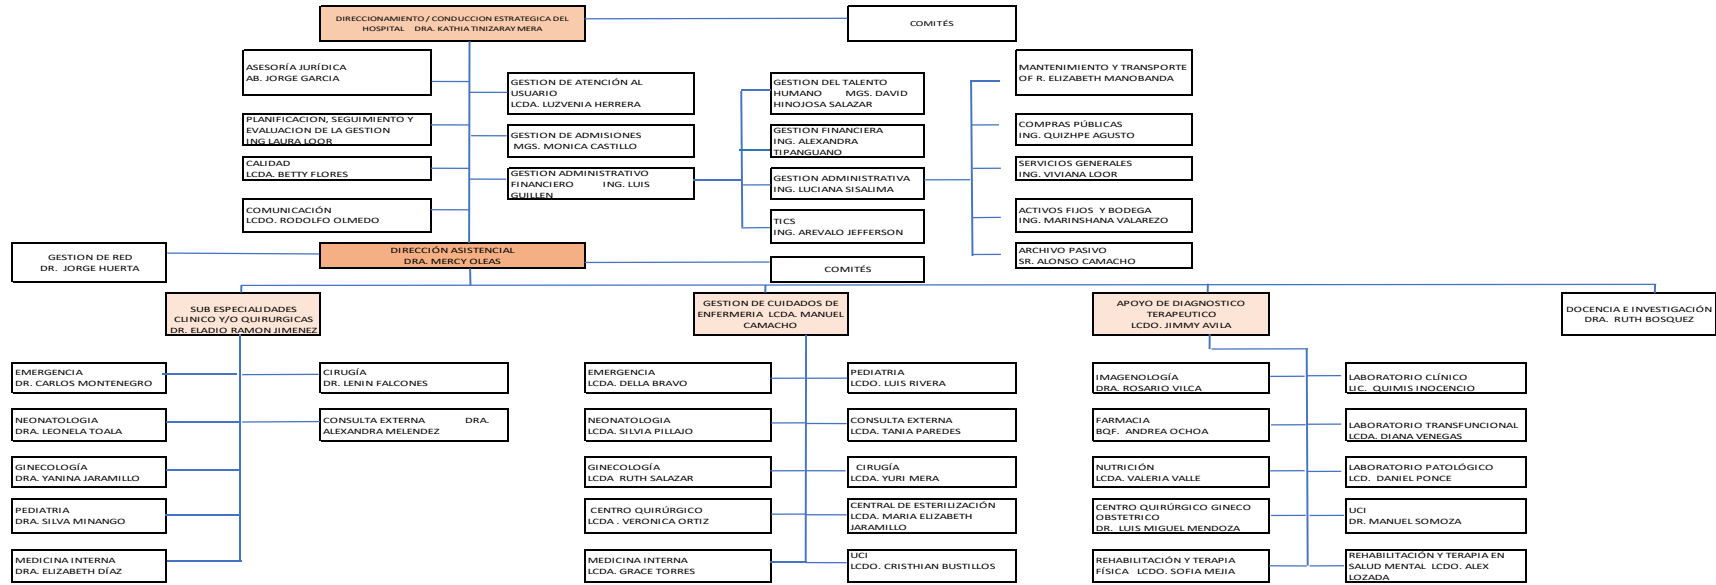 DIRECCIONAMIENTO / CONDUCCION ESTRATEGICA DEL
HOSPITAL DRA. KATHIA TINIZARAY MERA
COMITÉS
ASESORÍA JURÍDICA
AB. JORGE GARCIA
PLANIFICACION, SEGUIMIENTO Y
EVALUACION DE LA GESTION
ING LAURA LOOR
CALIDAD
LCDA. BETTY FLORES
COMUNICACIÓN
LCDO. RODOLFO OLMEDO
GESTION DE ATENCIÓN AL
USUARIO
LCDA. LUZVENIA HERRERA
GESTION DE ADMISIONES
MGS. MONICA CASTILLO
GESTION ADMINISTRATIVO
FINANCIERO ING. LUIS
GUILLEN
GESTION DEL TALENTO
HUMANO MGS. DAVID
HINOJOSA SALAZAR
GESTION FINANCIERA
ING. ALEXANDRA
TIPANGUANO
GESTION ADMINISTRATIVA
ING. LUCIANA SISALIMA
TICS
ING. AREVALO JEFFERSON
MANTENIMIENTO Y TRANSPORTE
OF R. ELIZABETH MANOBANDA
COMPRAS PÚBLICAS
ING. QUIZHPE AGUSTO
SERVICIOS GENERALES
ING. VIVIANA LOOR
ACTIVOS FIJOS Y BODEGA
ING. MARINSHANA VALAREZO
ARCHIVO PASIVO
SR. ALONSO CAMACHO
GESTION DE RED
DR. JORGE HUERTA
DIRECCIÓN ASISTENCIAL
DRA. MERCY OLEAS
COMITÉS
SUB ESPECIALIDADES
CLINICO Y/O QUIRURGICAS
DR. ELADIO RAMON JIMENEZ
GESTION DE CUIDADOS DE
ENFERMERIA LCDA. MANUEL
CAMACHO
APOYO DE DIAGNOSTICO
TERAPEUTICO
LCDO. JIMMY AVILA
DOCENCIA E INVESTIGACIÓN
DRA. RUTH BOSQUEZ
EMERGENCIA
DR. CARLOS MONTENEGRO
NEONATOLOGIA
DRA. LEONELA TOALA
GINECOLOGÍA
DRA. YANINA JARAMILLO
PEDIATRIA
DRA. SILVA MINANGO
MEDICINA INTERNA
DRA. ELIZABETH DÍAZ
CIRUGÍA
DR. LENIN FALCONES
CONSULTA EXTERNA DRA.
ALEXANDRA MELENDEZ
EMERGENCIA
LCDA. DELLA BRAVO
NEONATOLOGIA
LCDA. SILVIA PILLAJO
GINECOLOGÍA
LCDA RUTH SALAZAR
CENTRO QUIRÚRGICO
LCDA . VERONICA ORTIZ
MEDICINA INTERNA
LCDA. GRACE TORRES
PEDIATRIA
LCDO. LUIS RIVERA
CONSULTA EXTERNA
LCDA. TANIA PAREDES
CIRUGÍA
LCDA. YURI MERA
CENTRAL DE ESTERILIZACIÓN
LCDA. MARIA ELIZABETH
JARAMILLO
UCI
LCDO. CRISTHIAN BUSTILLOS
IMAGENOLOGÍA
DRA. ROSARIO VILCA
FARMACIA
BQF. ANDREA OCHOA
NUTRICIÓN
LCDA. VALERIA VALLE
CENTRO QUIRÚRGICO GINECO
OBSTETRICO
DR. LUIS MIGUEL MENDOZA
REHABILITACIÓN Y TERAPIA
FÍSICA LCDO. SOFIA MEJIA
LABORATORIO CLÍNICO
LIC. QUIMIS INOCENCIO
LABORATORIO TRANSFUNCIONAL
LCDA. DIANA VENEGAS
LABORATORIO PATOLÓGICO
LCD. DANIEL PONCE
UCI
DR. MANUEL SOMOZA
REHABILITACIÓN Y TERAPIA EN
SALUD MENTAL LCDO. ALEX
LOZADA